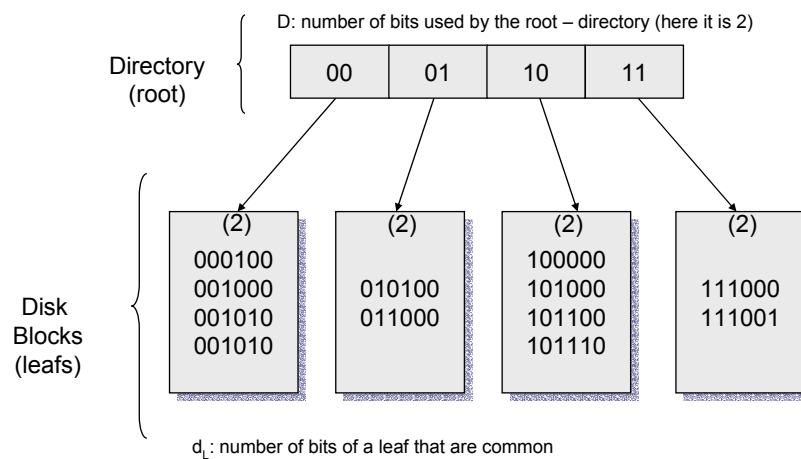 D: number of bits used by the root – directory (here it is 2)
Directory
(root)
00 01 10 11
Disk
Blocks
(leafs)
(2)
000100
001000
001010
001010
(2)
010100
011000
(2)
100000
101000
101100
101110
(2)
111000
111001
dL: number of bits of a leaf that are common